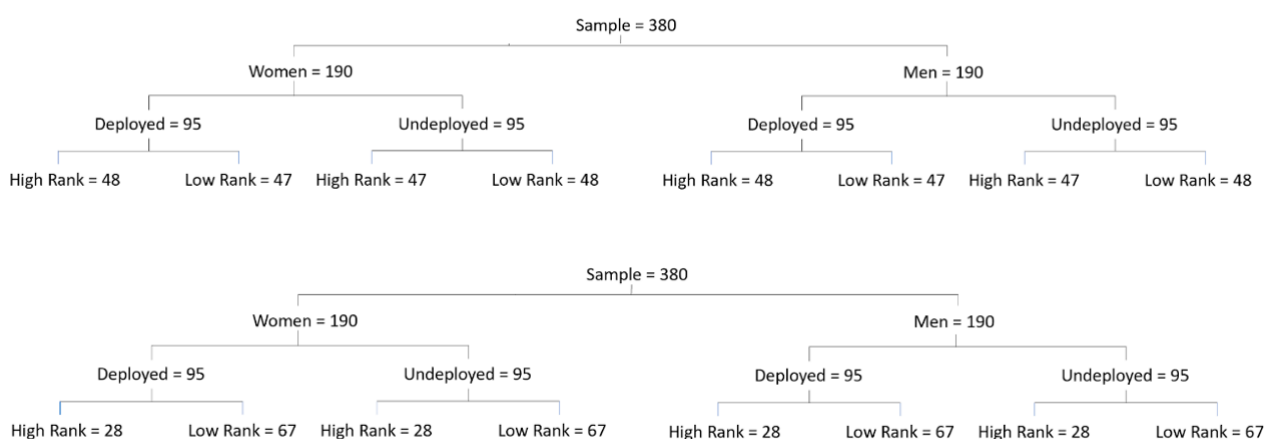 Sample = 380
Women = 190 Men = 190
Deployed = 95 Undeployed = 95 Deployed = 95 Undeployed = 95
High Rank = 48 Low Rank = 47 High Rank = 47 Low Rank = 48 High Rank = 48 Low Rank = 47 High Rank = 47 Low Rank = 48
Sample = 380
Women = 190 Men = 190
Deployed = 95 Undeployed = 95 Deployed = 95 Undeployed = 95
High Rank = 28 Low Rank = 67 High Rank = 28 Low Rank = 67 High Rank = 28 Low Rank = 67 High Rank = 28 Low Rank = 67